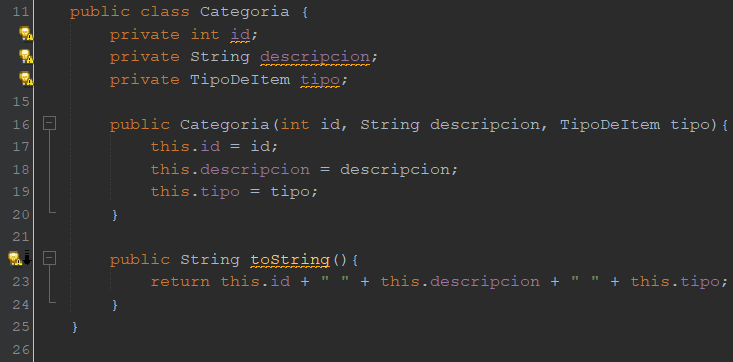 11 public class Categoria {
private int id;
private String descripcion;
private TipoDeItem tipo;
15
16 public Categoria(int id, String descripcion, TipoDeItem tipo){
17 this.id = id;
18 this.descripcion = descripcion;
19 this.tipo = tipo;
20 }
21
public String toString(){
23 return this.id + " " + this.descripcion + " " + this.tipo;
24 }
25 }
26